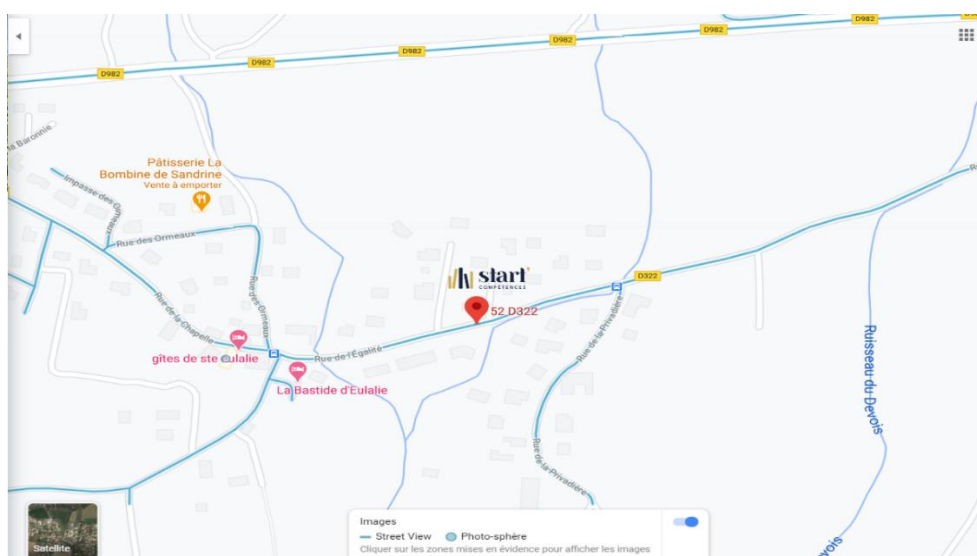 D982
D982
D982
D982
D982
D982
a Baronnie
Pâtisserie La
Bombine de Sandrine
Vente à emporter
Impasse des Ormeaux
Rue des Ormeaux
Rue des Ormeaux
start
COMPÉTENCES
D322
52 D322
Rue de la Chapelle
gîtes de ste eulalie
Rue de l'Égalité
La Bastide d'Eulalie
Rue de la Privadière
Rue de la Privadière
Ruisseau du Devois
Satellite
Images
Street View
Photo-sphère
Cliquer sur les zones mises en évidence pour afficher les images